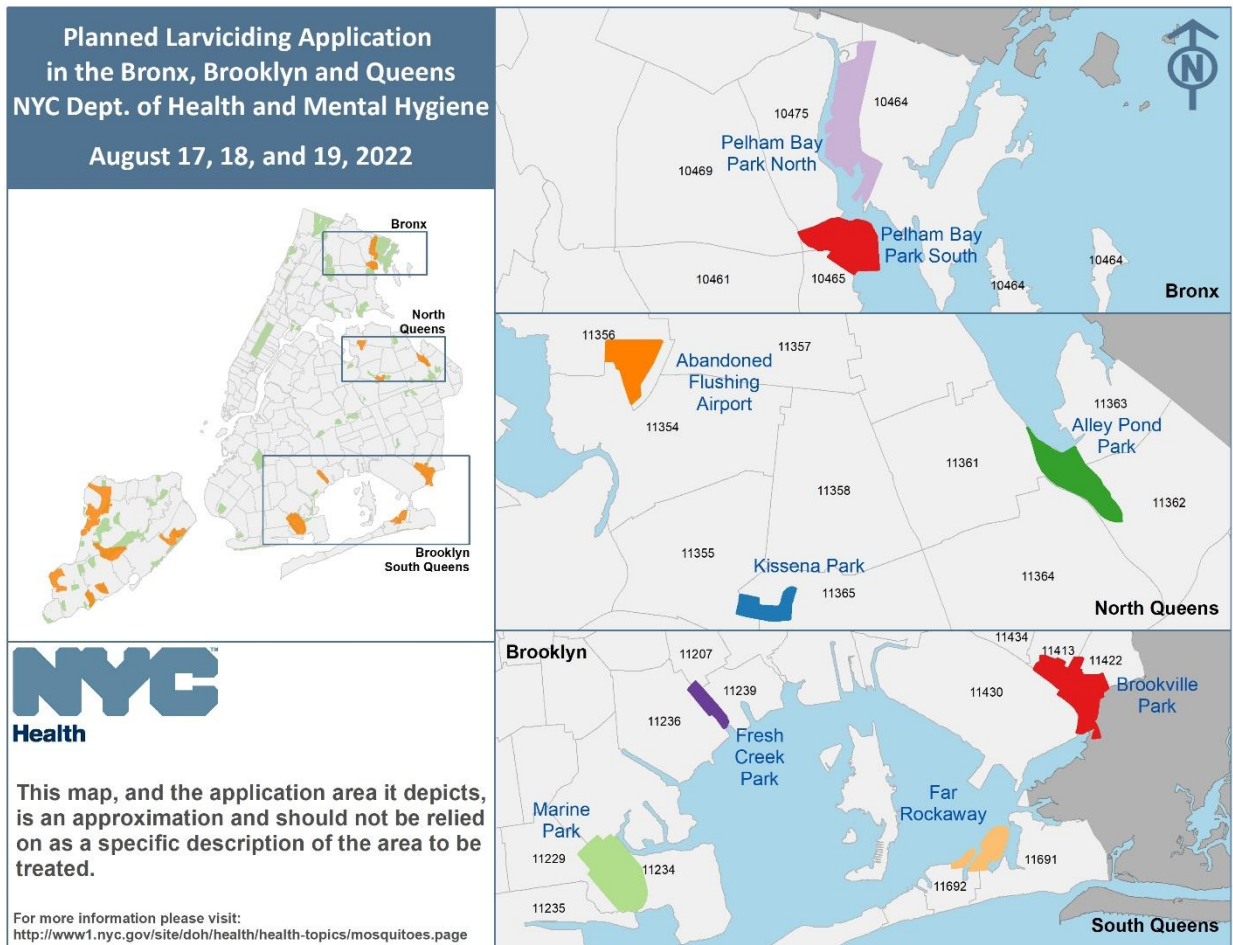 Planned Larviciding Application
in the Bronx, Brooklyn and Queens
NYC Dept. of Health and Mental Hygiene
August 17, 18, and 19, 2022
Bronx
North
Queens
Brooklyn
South Queens
NYC™
Health
This map, and the application area it depicts,
is an approximation and should not be relied
on as a specific description of the area to be
treated.
For more information please visit:
http://www1.nyc.gov/site/doh/health/health-topics/mosquitoes.page
N
10475
10464
Pelham Bay
Park North
10469
Pelham Bay
Park South
10461
10465
10464
10464
Bronx
11356
11357
Abandoned
Flushing
Airport
11354
11363
Alley Pond
Park
11361
11358
11362
11355
Kissena Park
11365
11364
North Queens
Brooklyn
11207
11239
11236
Fresh
Creek
Park
11434
11413
11422
11430
Brookville
Park
Marine
Park
Far
Rockaway
11229
11234
11235
11691
11692
South Queens